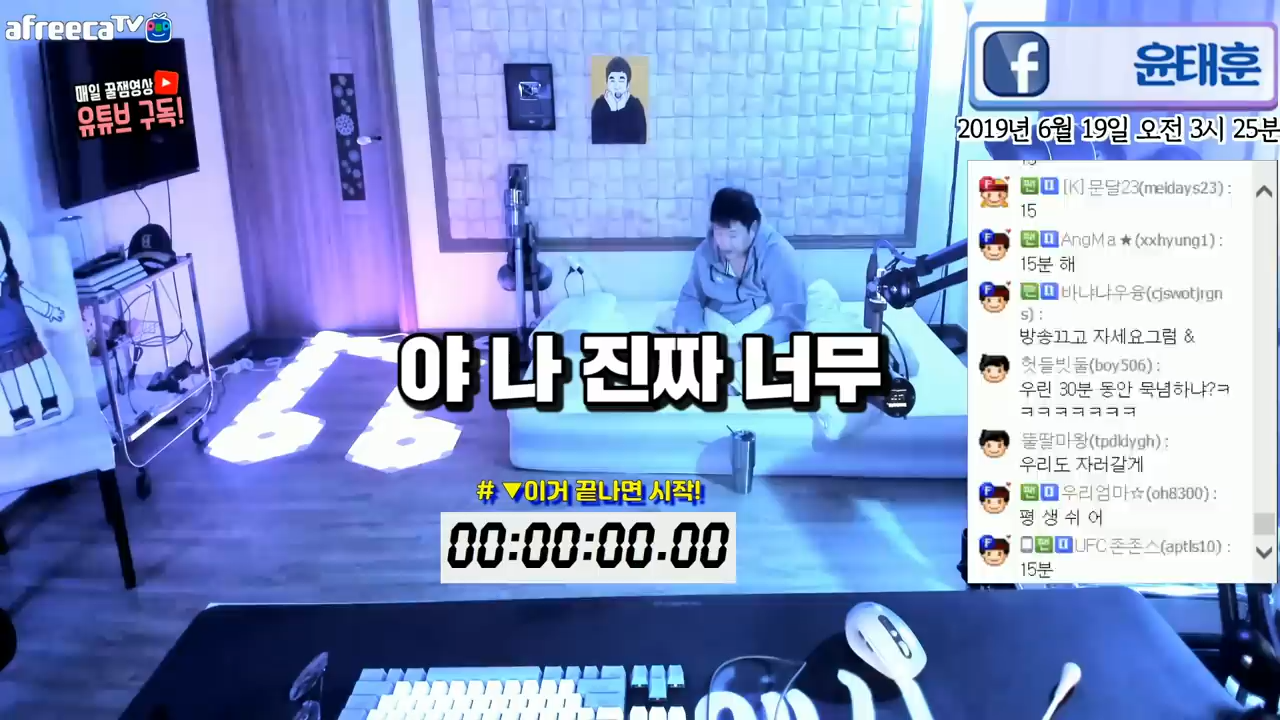 afreecaTV
매일 꿀잼영상
유튜브 구독!
윤태훈
2019년 6월 19일 오전 3시 25분
[K]문달23(meldays23) :
15
AngMa★(xxhyung1) :
15분 해
바냐냐우융(cjswotjrgn
s) :
방송끄고 자세요그럼 &
헛들빗둘(boy506) :
우린 30분 동안 묵념하냐?ㅋ
ㅋㅋㅋㅋㅋㅋㅋ
뚤딸마왕(tpdldygh) :
우리도 자러갈게
우리엄마☆(oh8300) :
평 생 쉬 어
UFC존존스(aptls10) :
15분
야 나 진짜 너무
# ▼이거 끝나면 시작!
00:00:00.00